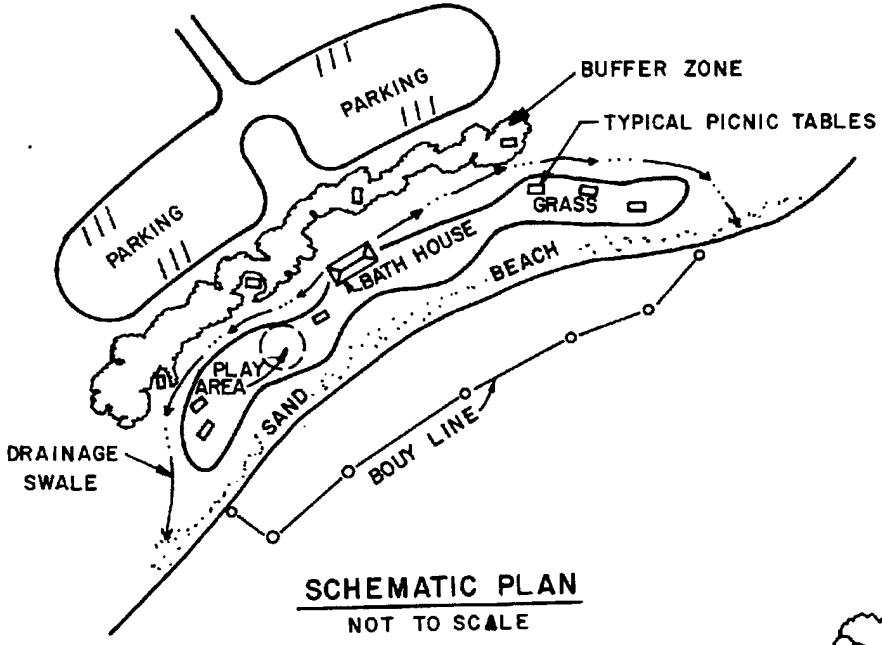 PARKING
BUFFER ZONE
TYPICAL PICNIC TABLES
PARKING
GRASS
BATH HOUSE
BEACH
PLAY
AREA
SAND
BOUY LINE
DRAINAGE
SWALE
SCHEMATIC PLAN
NOT TO SCALE